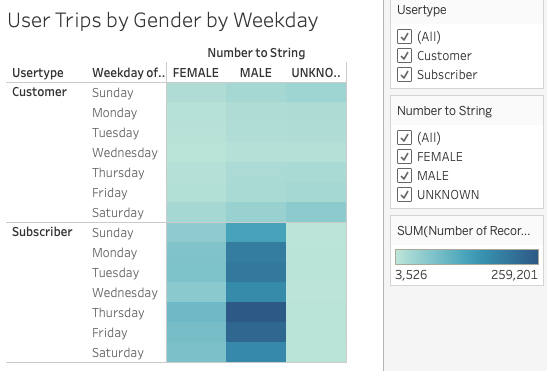 User Trips by Gender by Weekday
Number to String
Usertype Weekday of.. FEMALE MALE UNKNO..
Customer Sunday
Monday
Tuesday
Wednesday
Thursday
Friday
Saturday
Subscriber Sunday
Monday
Tuesday
Wednesday
Thursday
Friday
Saturday
Usertype
(All)
Customer
Subscriber
Number to String
(All)
FEMALE
MALE
UNKNOWN
SUM(Number of Recor...
3,526 259,201